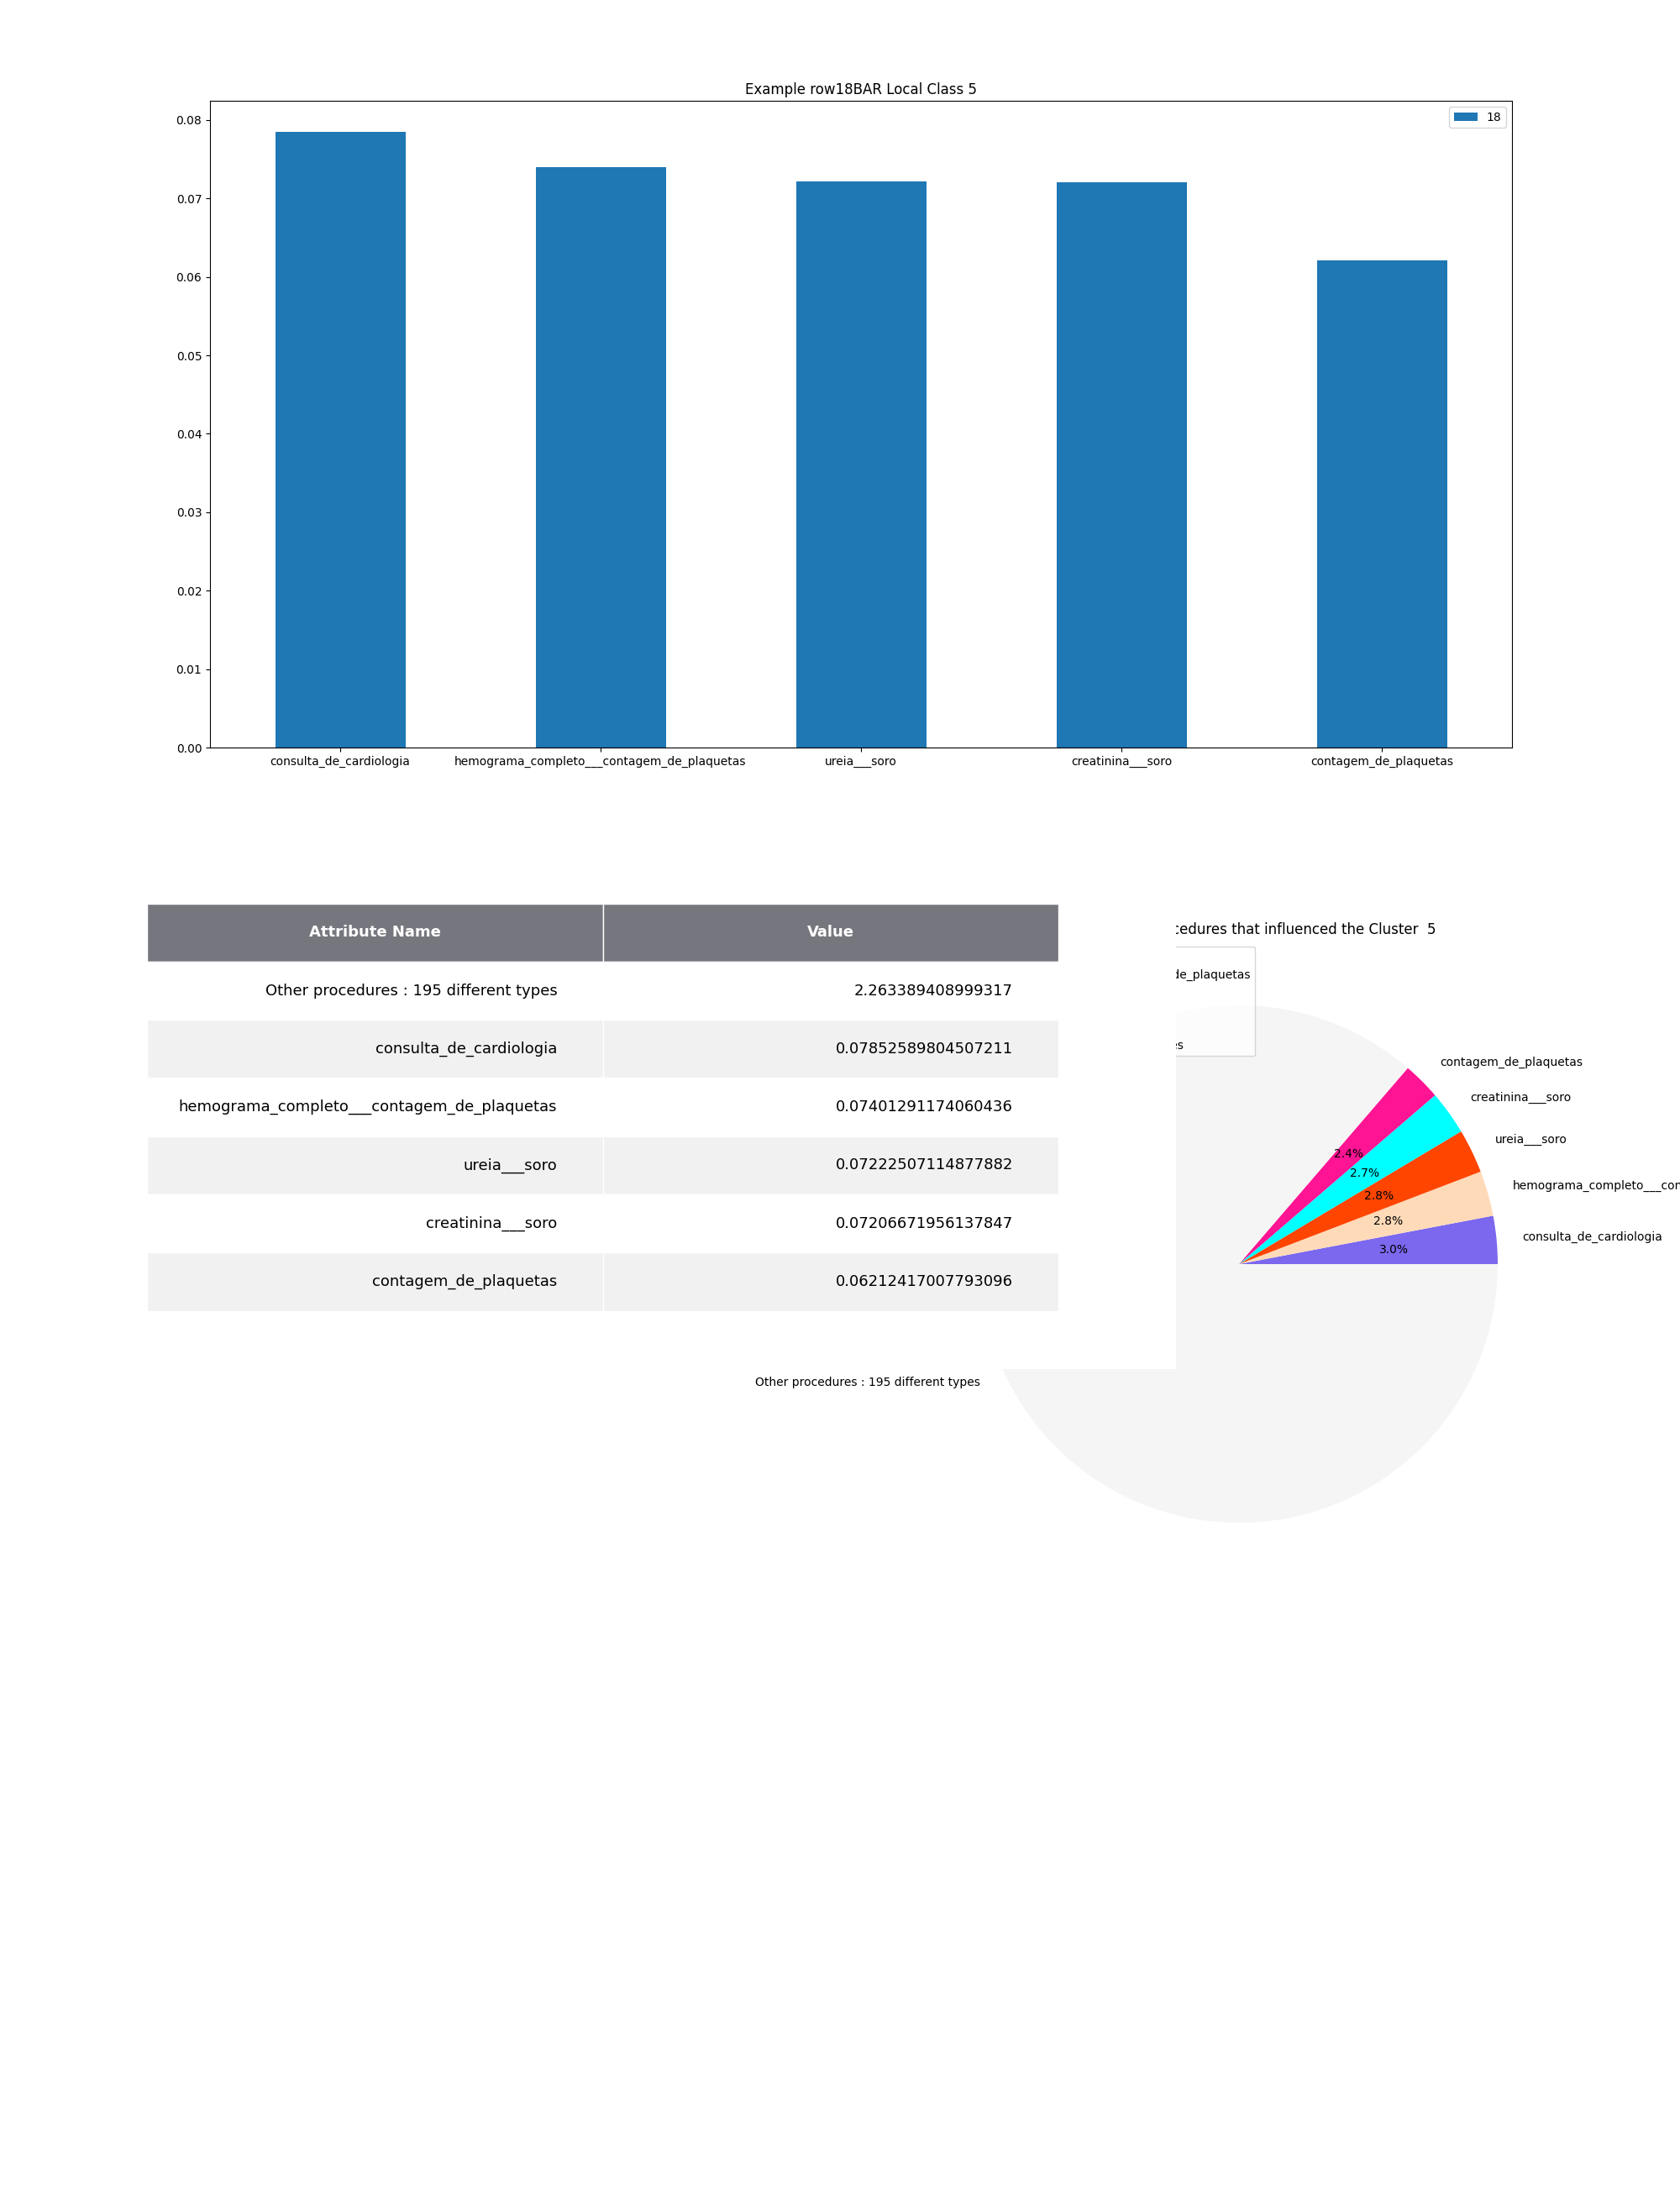 Example row18BAR Local Class 5
18
0.08
0.07
0.06
0.05
0.04
0.03
0.02
0.01
0.00
consulta_de_cardiologia
hemograma_completo___contagem_de_plaquetas
ureia___soro
creatinina___soro
contagem_de_plaquetas
Attribute Name Value
Other procedures : 195 different types 2.263389408999317
consulta_de_cardiologia 0.07852589804507211
hemograma_completo___contagem_de_plaquetas 0.07401291174060436
ureia___soro 0.07222507114877882
creatinina___soro 0.07206671956137847
contagem_de_plaquetas 0.06212417007793096
cedures that influenced the Cluster 5
de_plaquetas
es
contagem_de_plaquetas
creatinina___soro
ureia___soro
hemograma_completo___con
consulta_de_cardiologia
2.4%
2.7%
2.8%
2.8%
3.0%
Other procedures : 195 different types